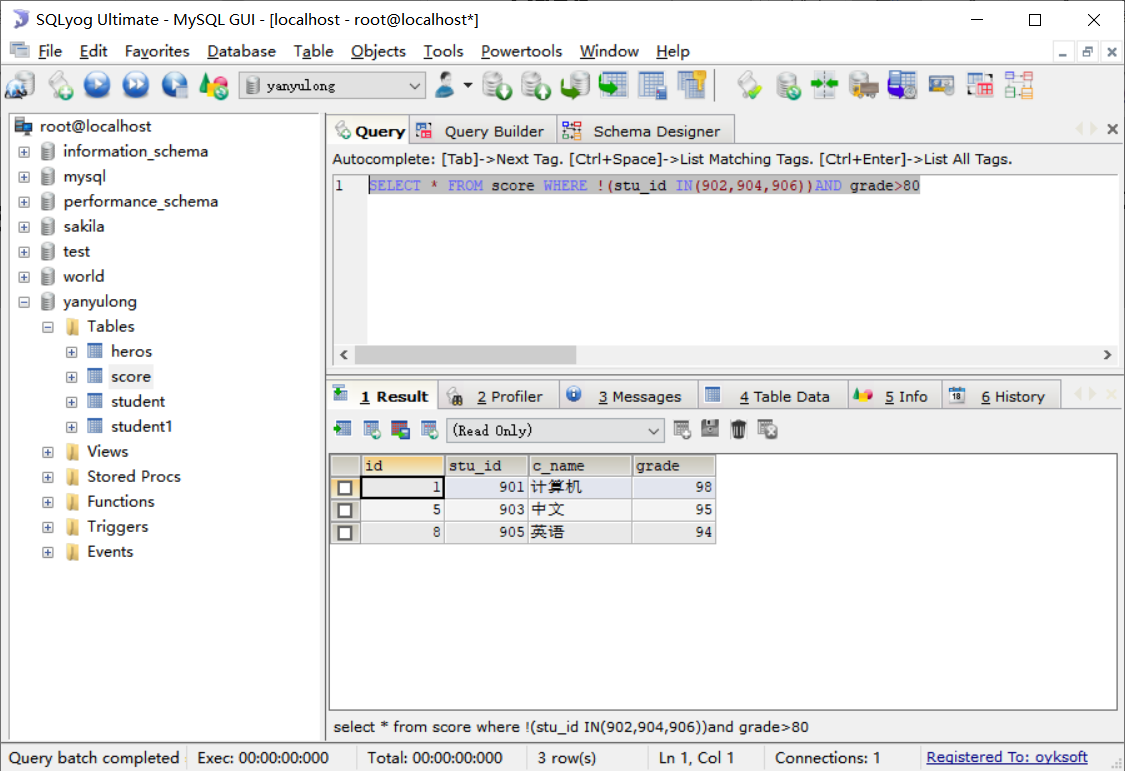 SQLyog Ultimate - MySQL GUI - [localhost - root@localhost*]
File Edit Favorites Database Table Objects Tools Powertools Window Help
yanyulong
root@localhost
information_schema
mysql
performance_schema
sakila
test
world
yanyulong
Tables
heros
score
student
student1
Views
Stored Procs
Functions
Triggers
Events
Query Query Builder Schema Designer
Autocomplete: [Tab]->Next Tag. [Ctrl+Space]->List Matching Tags. [Ctrl+Enter]->List All Tags.
1 SELECT * FROM score WHERE !(stu_id IN(902,904,906))AND grade>80
1 Result 2 Profiler 3 Messages 4 Table Data 5 Info 18 6 History
(Read Only)
id stu_id c_name grade
1 901 计算机 98
5 903 中文 95
8 905 英语 94
select * from score where !(stu_id IN(902,904,906))and grade>80
Query batch completed Exec: 00:00:00:000 Total: 00:00:00:000 3 row(s) Ln 1, Col 1 Connections: 1 Registered To: oyksoft